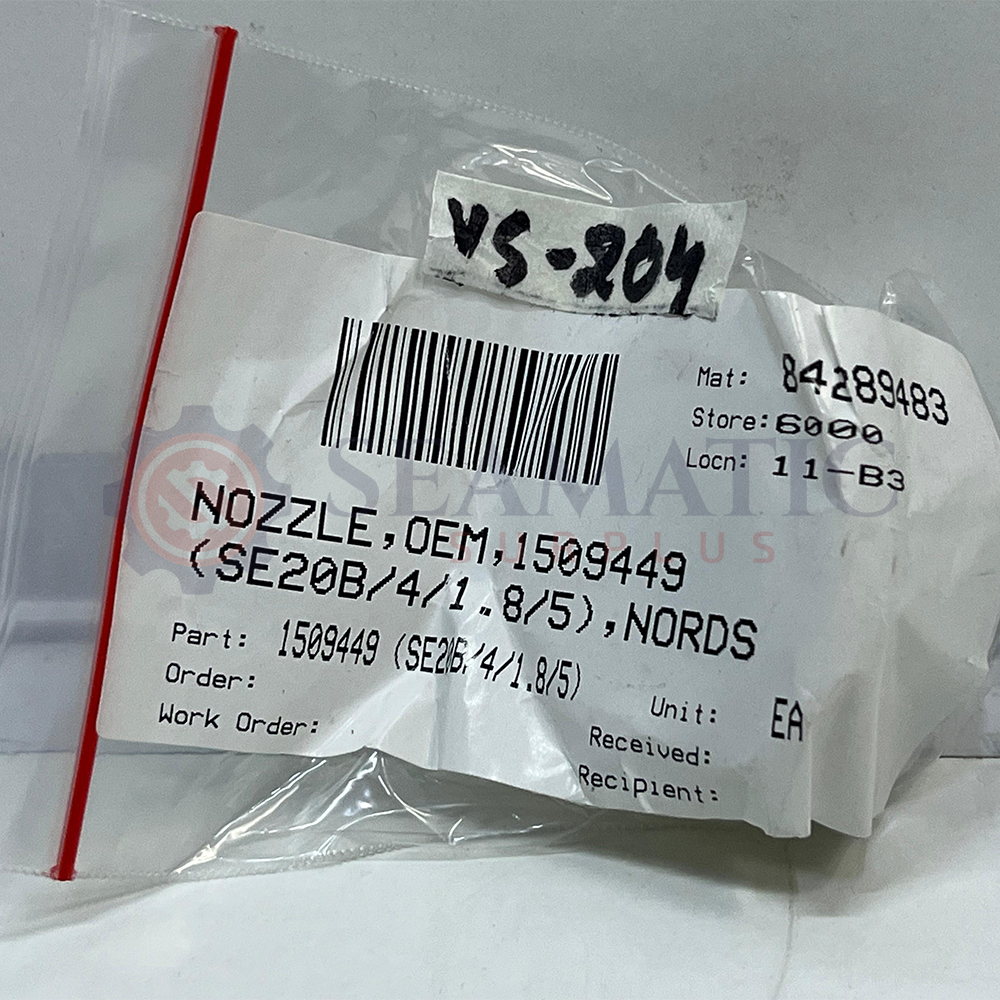 VS-204
Mat: 84289483
Store: 6000
Locn: 11-B3
SEAMATIC
SURPLUS
NOZZLE,OEM,1509449
(SE20B/4/1.8/5),NORDS
Part: 1509449 (SE20B/4/1.8/5)
Order:
Unit: EA
Work Order:
Received:
Recipient: